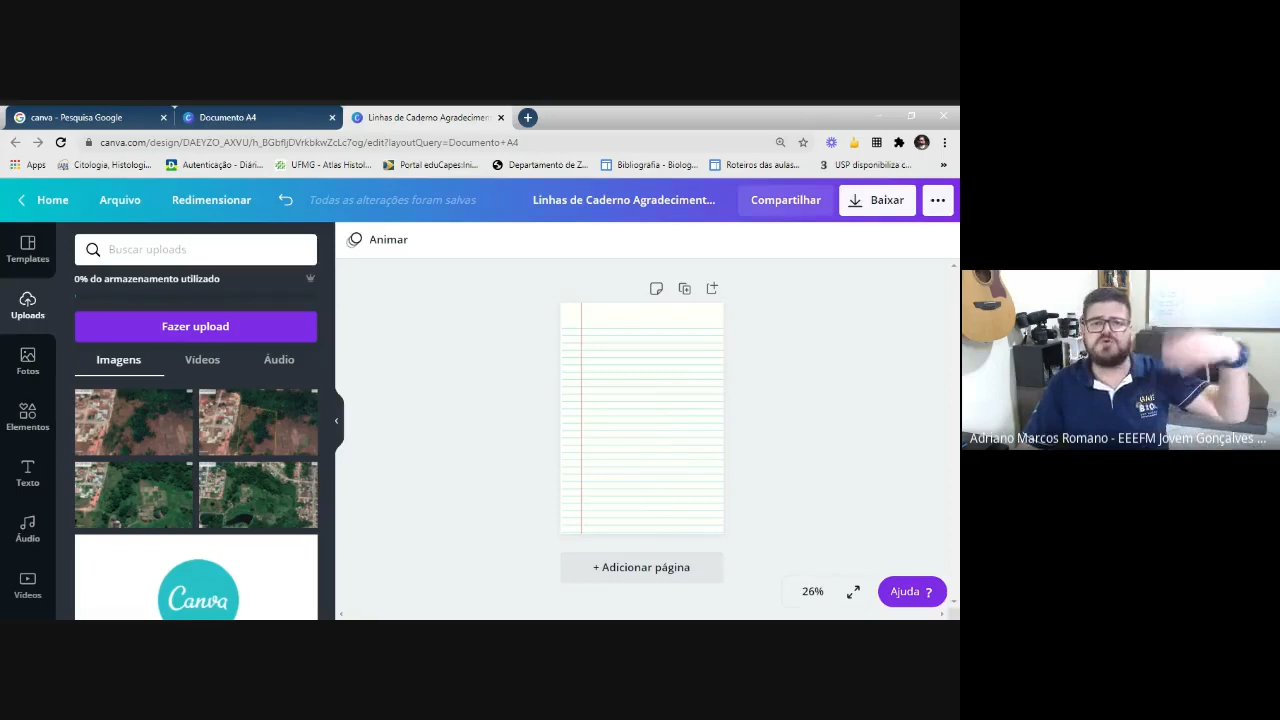 canva - Pesquisa Google
Documento A4
Linhas de Caderno Agradecimen
canva.com/design/DAEYZO_AXVU/h_BGbfIjDVrkbkwZcLc7og/edit?layoutQuery=Documento+A4
Apps
Citologia, Histologi...
Autenticação - Diári...
UFMG - Atlas Histol...
Portal eduCapes:Ini...
Departamento de Z...
Bibliografia - Biolog...
Roteiros das aulas...
USP disponibiliza c...
»
Home
Arquivo
Redimensionar
Todas as alterações foram salvas
Linhas de Caderno Agradeciment...
Compartilhar
Baixar
Templates
Uploads
Fotos
Elementos
Texto
Áudio
Vídeos
Buscar uploads
0% do armazenamento utilizado
Fazer upload
Imagens
Vídeos
Áudio
Canva
Animar
+ Adicionar página
26%
Ajuda ?
BIO
Adriano Marcos Romano - EEEFM Jovem Gonçalves ...